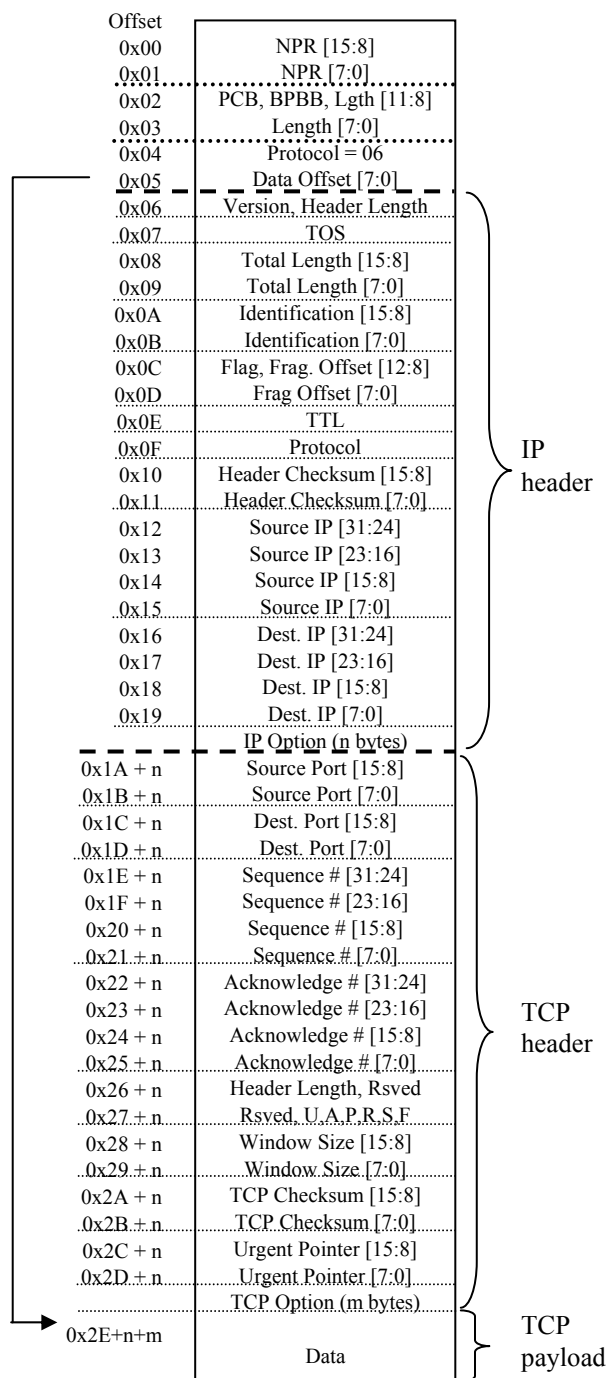 Offset
0x00 NPR [15:8]
0x01 NPR [7:0]
0x02 PCB, BPBB, Lgth [11:8]
0x03 Length [7:0]
0x04 Protocol = 06
0x05 Data Offset [7:0]
0x06 Version, Header Length
0x07 TOS
0x08 Total Length [15:8]
0x09 Total Length [7:0]
0x0A Identification [15:8]
0x0B Identification [7:0]
0x0C Flag, Frag. Offset [12:8]
0x0D Frag Offset [7:0]
0x0E TTL
0x0F Protocol
0x10 Header Checksum [15:8]
0x11 Header Checksum [7:0]
0x12 Source IP [31:24]
0x13 Source IP [23:16]
0x14 Source IP [15:8]
0x15 Source IP [7:0]
0x16 Dest. IP [31:24]
0x17 Dest. IP [23:16]
0x18 Dest. IP [15:8]
0x19 Dest. IP [7:0]
IP Option (n bytes)
IP
header
0x1A + n Source Port [15:8]
0x1B + n Source Port [7:0]
0x1C + n Dest. Port [15:8]
0x1D + n Dest. Port [7:0]
0x1E + n Sequence # [31:24]
0x1F + n Sequence # [23:16]
0x20 + n Sequence # [15:8]
0x21 + n Sequence # [7:0]
0x22 + n Acknowledge # [31:24]
0x23 + n Acknowledge # [23:16]
0x24 + n Acknowledge # [15:8]
0x25 + n Acknowledge # [7:0]
0x26 + n Header Length, Rsved
0x27 + n Rsved, U,A,P,R,S,F
0x28 + n Window Size [15:8]
0x29 + n Window Size [7:0]
0x2A + n TCP Checksum [15:8]
0x2B + n TCP Checksum [7:0]
0x2C + n Urgent Pointer [15:8]
0x2D + n Urgent Pointer [7:0]
TCP Option (m bytes)
TCP
header
0x2E+n+m
Data
TCP
payload